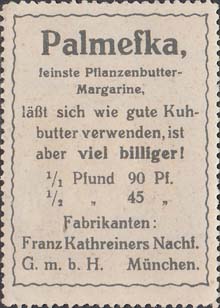 Palmeſka,
feinste Pflanzenbutter-
Margarine,
läßt sich wie gute Kuh-
butter verwenden, ist
aber viel billiger!
1/1 Pfund 90 Pf.
1/2 „ 45 „
Fabrikanten:
Franz Kathreiners Nachf.
G. m. b. H. München.